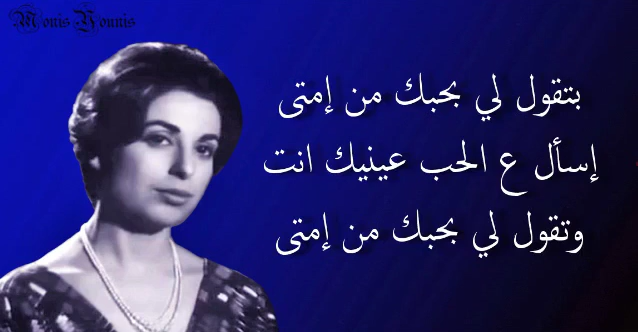 Monis Younis
بتقول لي بحبك من إمتى
إسأل ع الحب عينيك انت
وتقول لي بحبك من إمتى